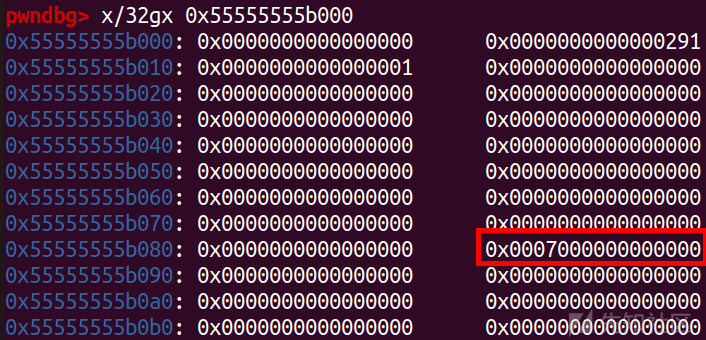 pwndbg> x/32gx 0x55555555b000
0x55555555b000: 0x0000000000000000 0x0000000000000291
0x55555555b010: 0x0000000000000001 0x0000000000000000
0x55555555b020: 0x0000000000000000 0x0000000000000000
0x55555555b030: 0x0000000000000000 0x0000000000000000
0x55555555b040: 0x0000000000000000 0x0000000000000000
0x55555555b050: 0x0000000000000000 0x0000000000000000
0x55555555b060: 0x0000000000000000 0x0000000000000000
0x55555555b070: 0x0000000000000000 0x0000000000000000
0x55555555b080: 0x0000000000000000 0x0007000000000000
0x55555555b090: 0x0000000000000000 0x0000000000000000
0x55555555b0a0: 0x0000000000000000 0x0000000000000000
0x55555555b0b0: 0x0000000000000000 0x0000000000000000